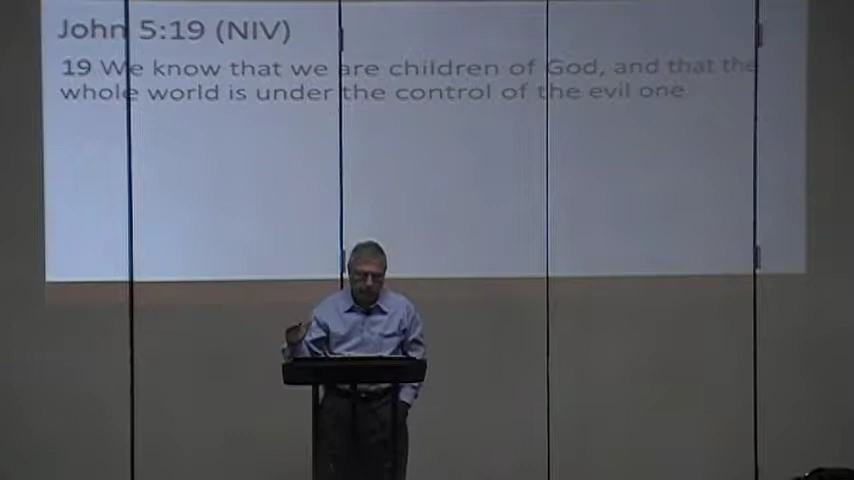 John 5:19 (NIV)
19 We know that we are children of God, and that the
whole world is under the control of the evil one